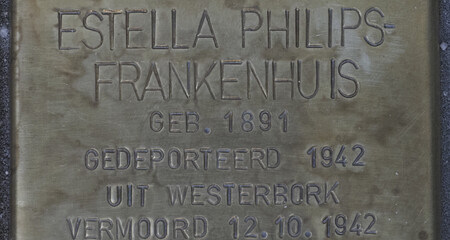 ESTELLA PHILIPS-
FRANKENHUIS
GEB. 1891
GEDEPORTEERD 1942
UIT WESTERBORK
VERMOORD 12.10.1942